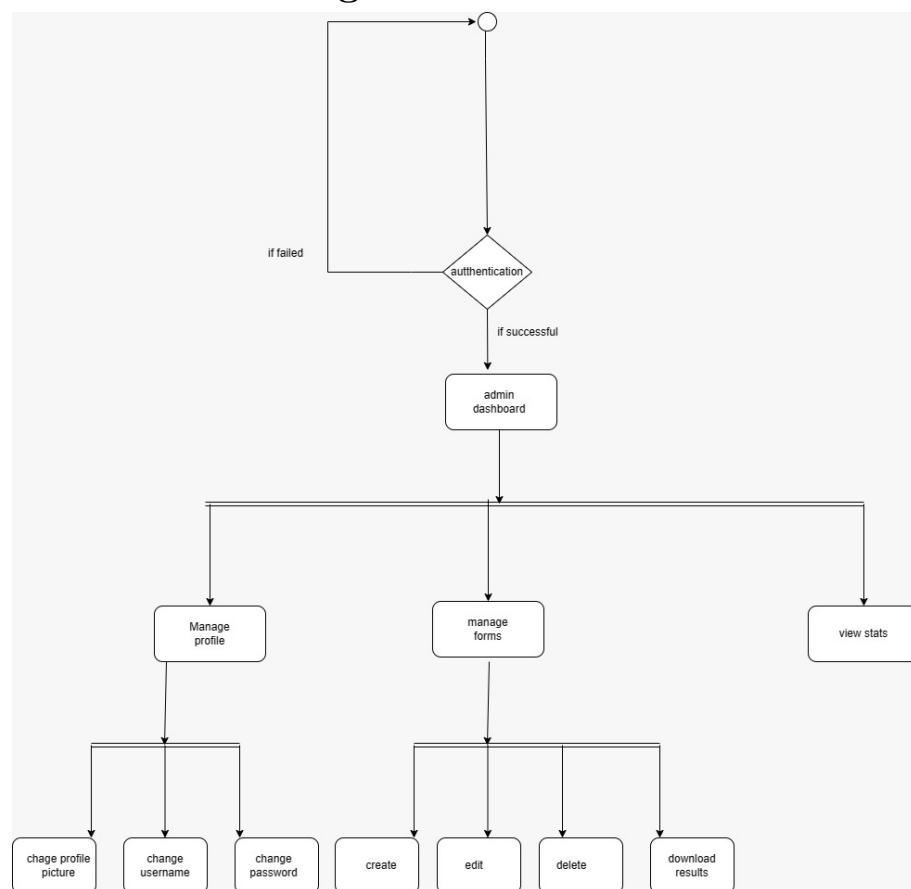 if failed
autthentication
if successful
admin
dashboard
Manage
profile
manage
forms
view stats
chage profile
picture
change
username
change
password
create
edit
delete
download
results